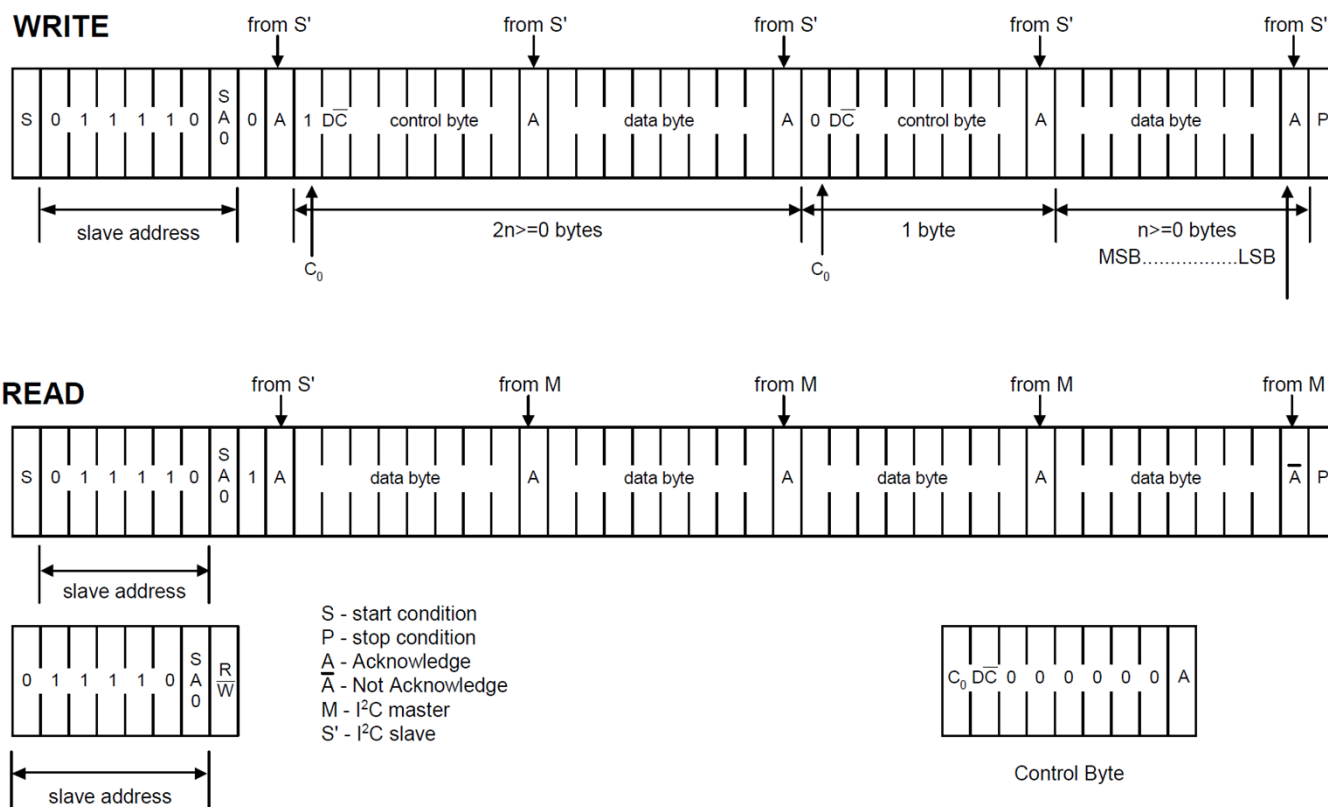 WRITE
from S' from S' from S' from S' from S'
S 0 1 1 1 1 0 SA0 0 A 1 DC̅ control byte A data byte A 0 DC̅ control byte A data byte A P
slave address 2n>=0 bytes 1 byte n>=0 bytes
C₀ C₀ MSB.................LSB
READ
from S' from M from M from M from M
S 0 1 1 1 1 0 SA0 1 A data byte A data byte A data byte A data byte A̅ P
slave address
0 1 1 1 1 0 SA0 R/W̅
slave address
S - start condition
P - stop condition
A - Acknowledge
A̅ - Not Acknowledge
M - I²C master
S' - I²C slave
C₀ DC̅ 0 0 0 0 0 0 A
Control Byte